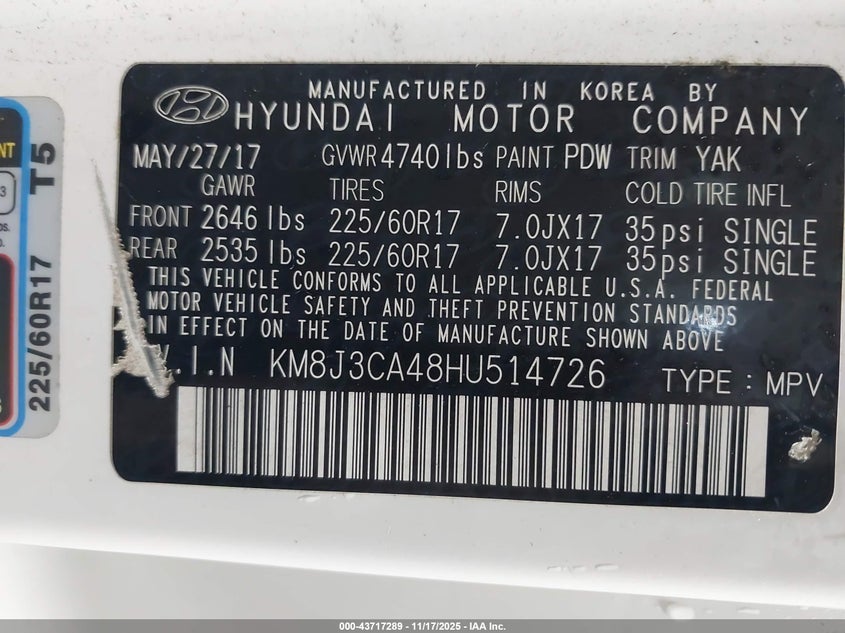 MANUFACTURED IN KOREA BY
HYUNDAI MOTOR COMPANY
MAY/27/17 GVWR 4740lbs PAINT PDW TRIM YAK
GAWR TIRES RIMS COLD TIRE INFL
FRONT 2646 lbs 225/60R17 7.0JX17 35psi SINGLE
REAR 2535 lbs 225/60R17 7.0JX17 35psi SINGLE
THIS VEHICLE CONFORMS TO ALL APPLICABLE U.S.A. FEDERAL
MOTOR VEHICLE SAFETY AND THEFT PREVENTION STANDARDS
IN EFFECT ON THE DATE OF MANUFACTURE SHOWN ABOVE
V.I.N KM8J3CA48HU514726 TYPE : MPV
225/60R17 T5
3
000-43717289 - 11/17/2025 - IAA Inc.